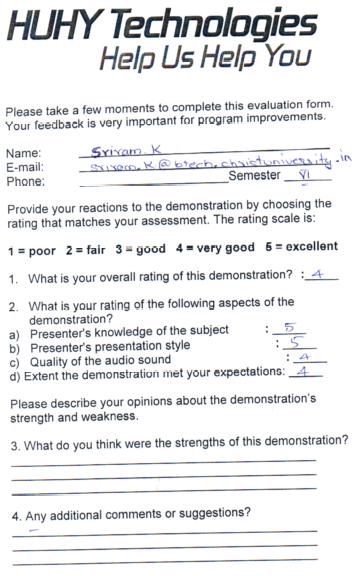 HUHY Technologies
Help Us Help You
Please take a few moments to complete this evaluation form.
Your feedback is very important for program improvements.
Name: Sriram. K
E-mail: sriram.k@btech.christuniversity.in
Phone: Semester VI
Provide your reactions to the demonstration by choosing the
rating that matches your assessment. The rating scale is:
1 = poor 2 = fair 3 = good 4 = very good 5 = excellent
1. What is your overall rating of this demonstration? : 4
2. What is your rating of the following aspects of the
demonstration?
a) Presenter's knowledge of the subject : 5
b) Presenter's presentation style : 5
c) Quality of the audio sound : 4
d) Extent the demonstration met your expectations: 4
Please describe your opinions about the demonstration's
strength and weakness.
3. What do you think were the strengths of this demonstration?
4. Any additional comments or suggestions?
–